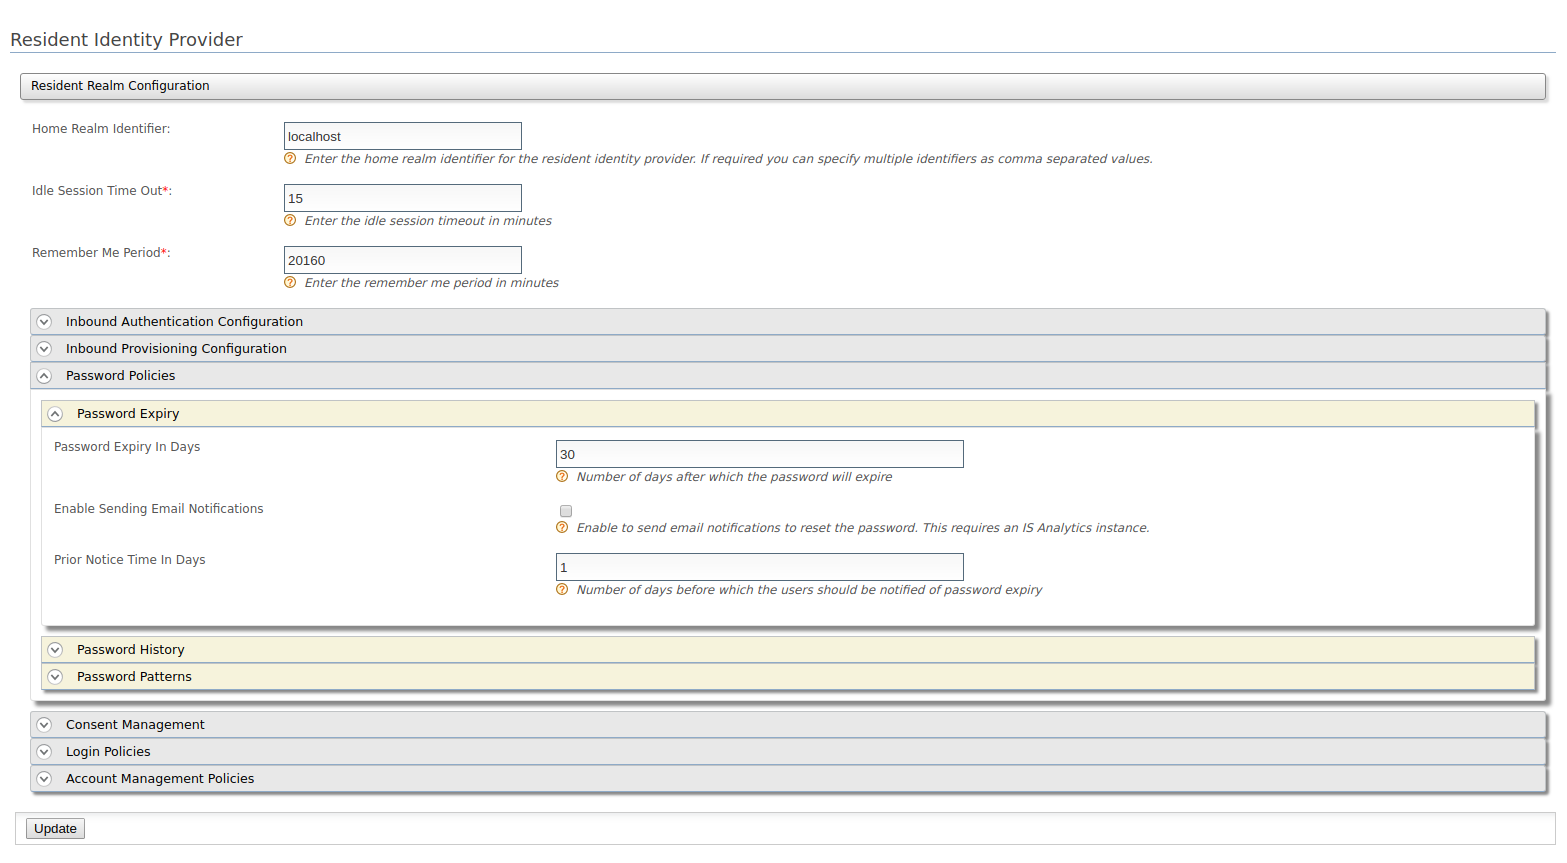 Resident Identity Provider
Resident Realm Configuration
Home Realm Identifier:
localhost
Enter the home realm identifier for the resident identity provider. If required you can specify multiple identifiers as comma separated values.
Idle Session Time Out*:
15
Enter the idle session timeout in minutes
Remember Me Period*:
20160
Enter the remember me period in minutes
Inbound Authentication Configuration
Inbound Provisioning Configuration
Password Policies
Password Expiry
Password Expiry In Days
30
Number of days after which the password will expire
Enable Sending Email Notifications
Enable to send email notifications to reset the password. This requires an IS Analytics instance.
Prior Notice Time In Days
1
Number of days before which the users should be notified of password expiry
Password History
Password Patterns
Consent Management
Login Policies
Account Management Policies
Update